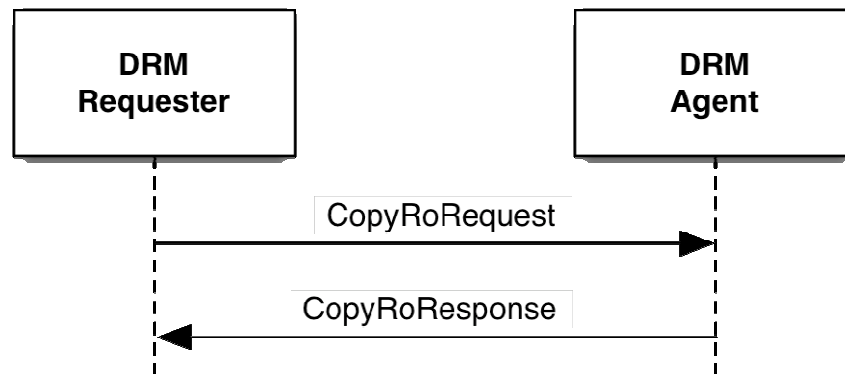 DRM
Requester
DRM
Agent
CopyRoRequest
CopyRoResponse